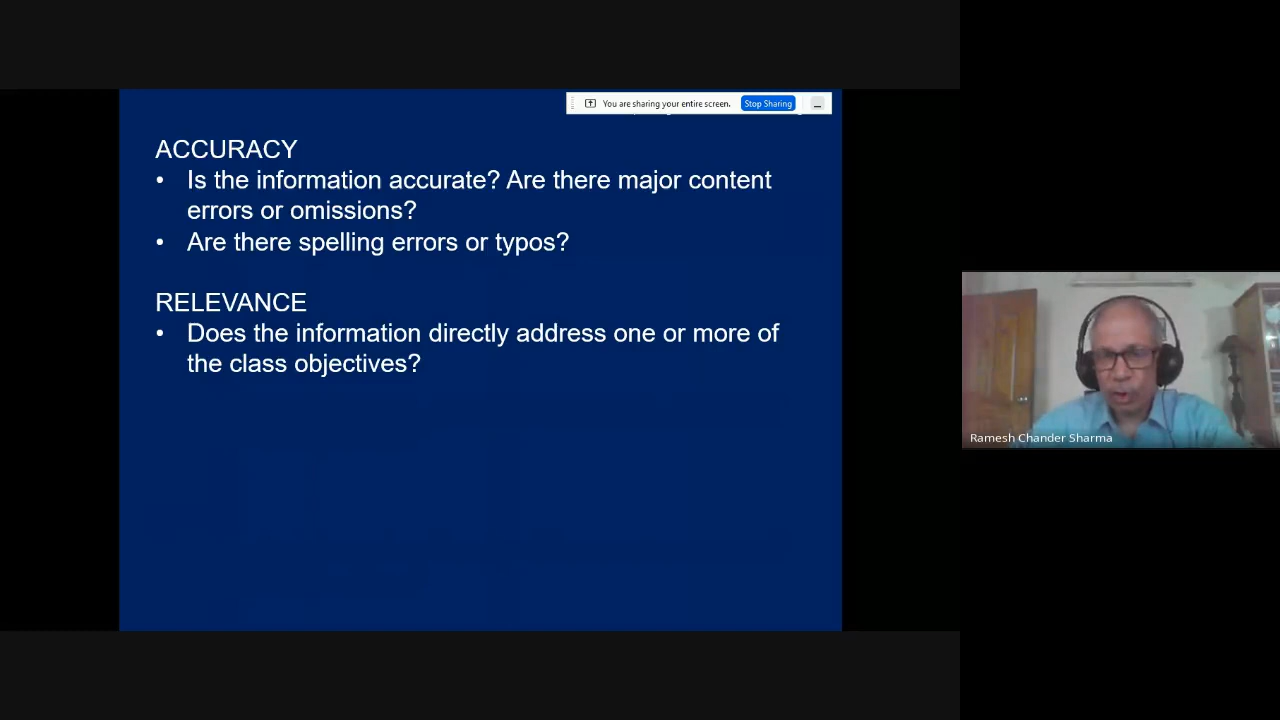 You are sharing your entire screen.
Stop Sharing
ACCURACY
• Is the information accurate? Are there major content
errors or omissions?
• Are there spelling errors or typos?
RELEVANCE
• Does the information directly address one or more of
the class objectives?
Ramesh Chander Sharma